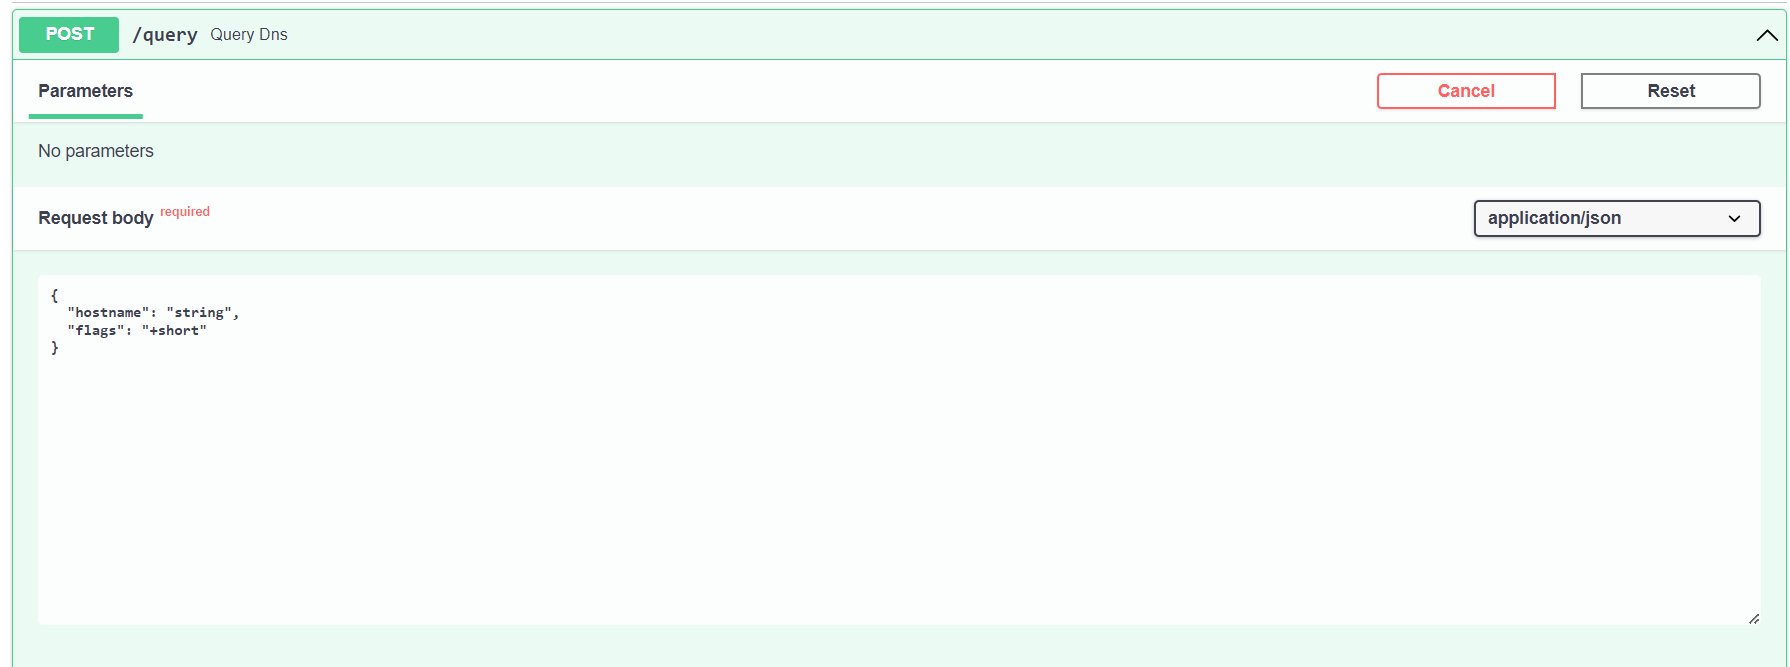 POST /query Query Dns
Parameters
Cancel
Reset
No parameters
Request body required
application/json
{
  "hostname": "string",
  "flags": "+short"
}